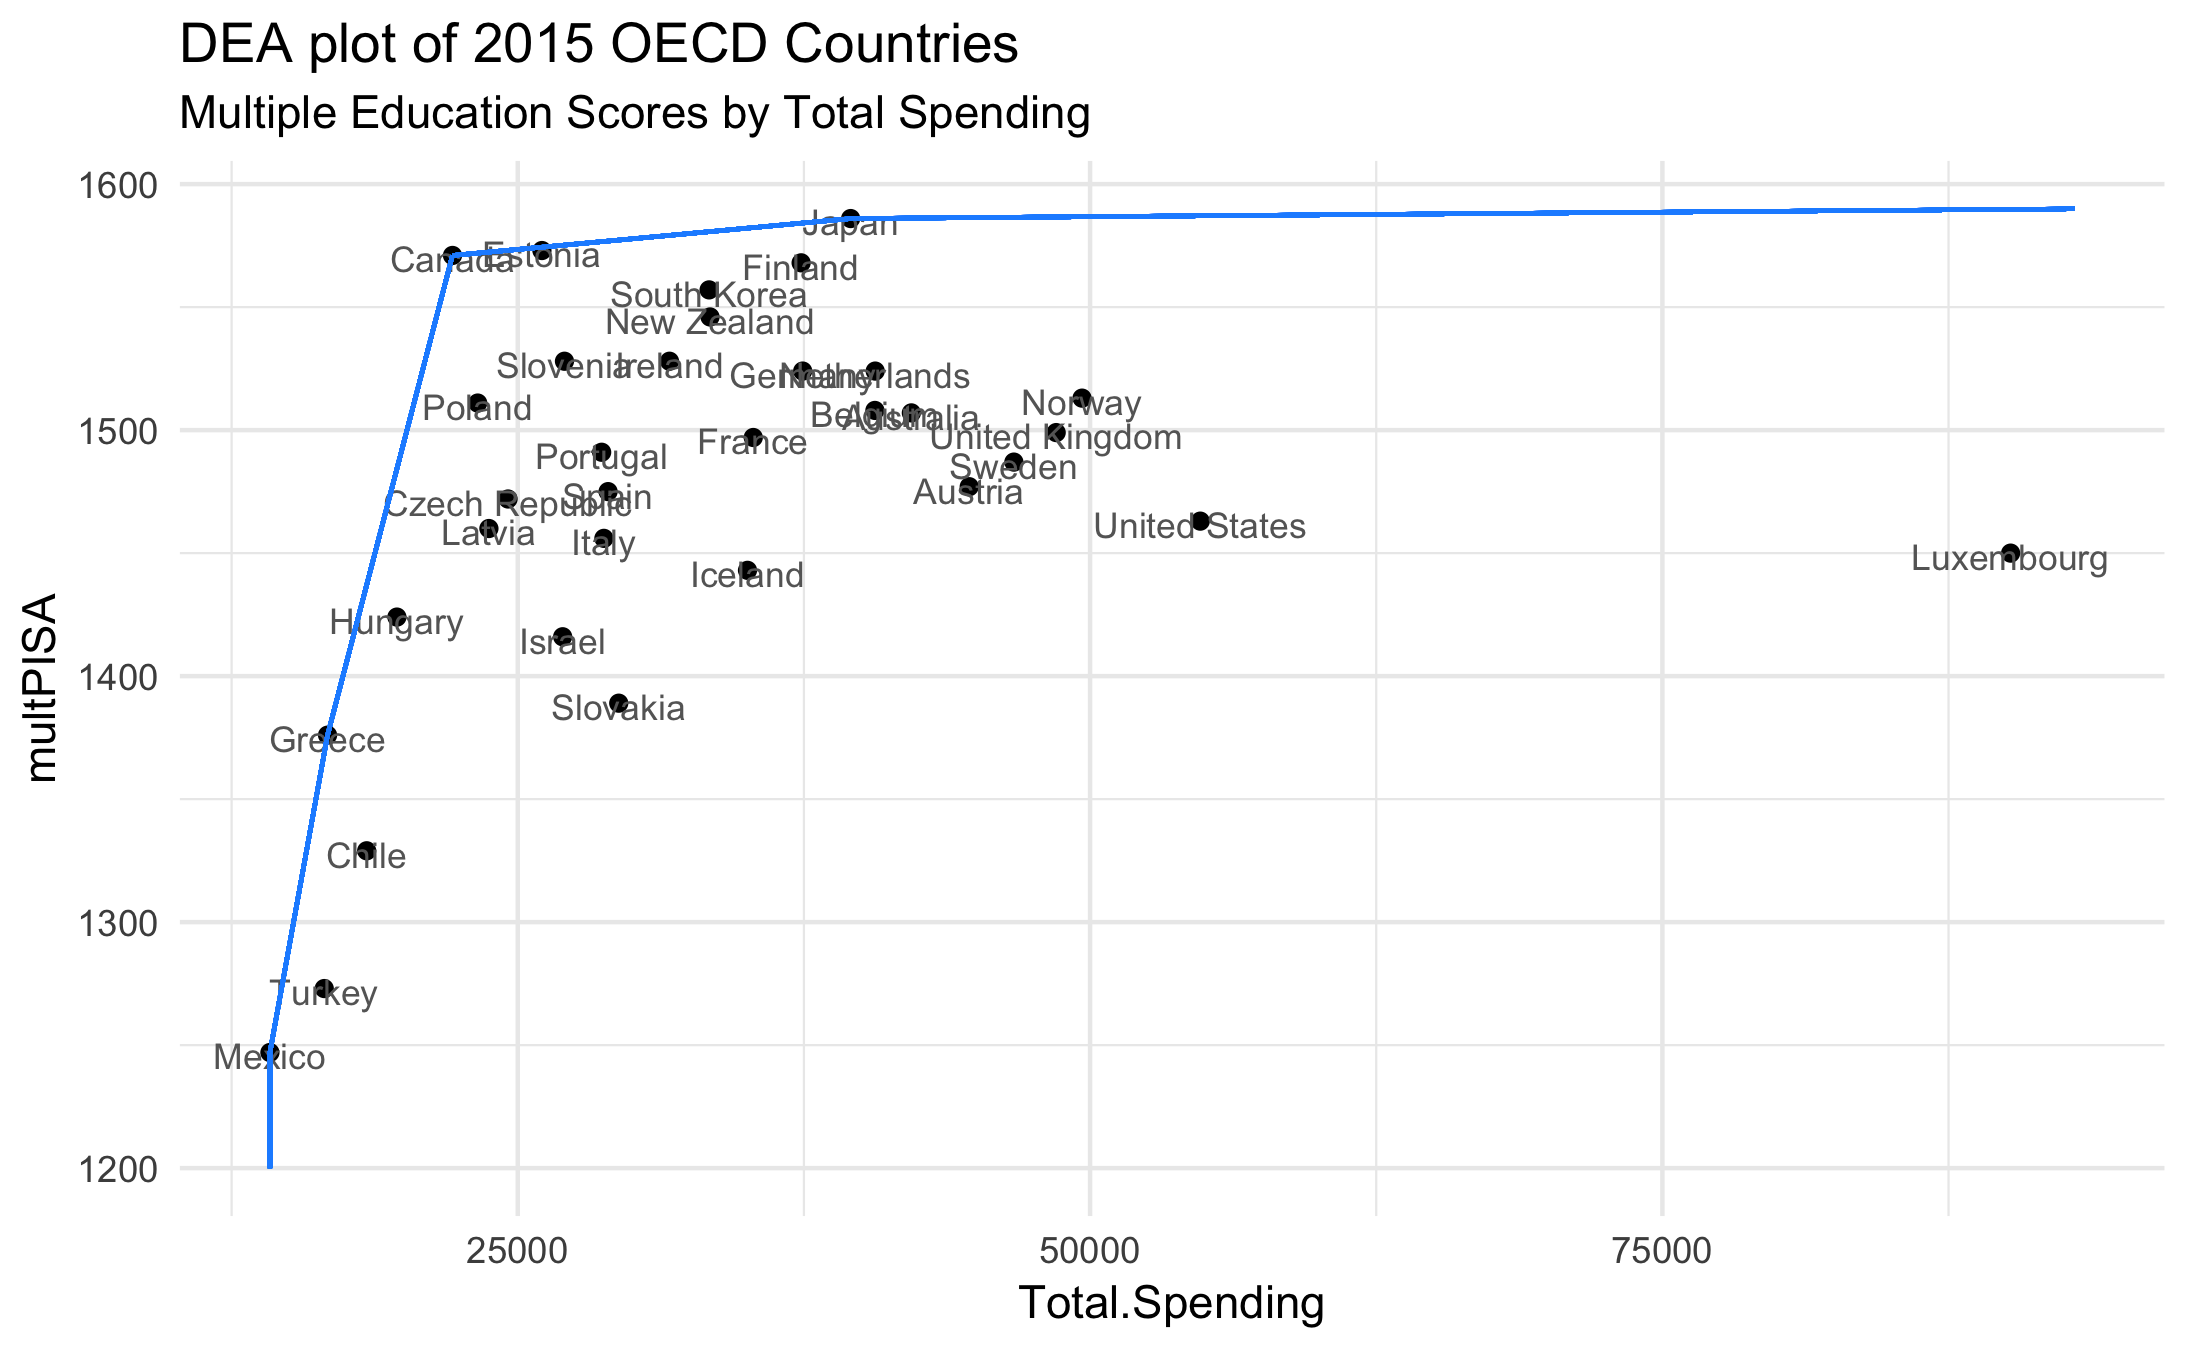 DEA plot of 2015 OECD Countries
Multiple Education Scores by Total Spending
1600
Japan
Canada
Estonia
Finland
South Korea
New Zealand
Slovenia
Ireland
Germany
Netherlands
Norway
Poland
Belgium
Australia
1500
France
United Kingdom
Portugal
Sweden
Austria
Spain
Czech Republic
Latvia
Italy
United States
Luxembourg
Iceland
Hungary
Israel
1400
Slovakia
Greece
Chile
1300
Turkey
Mexico
1200
multPISA
25000
50000
75000
Total.Spending